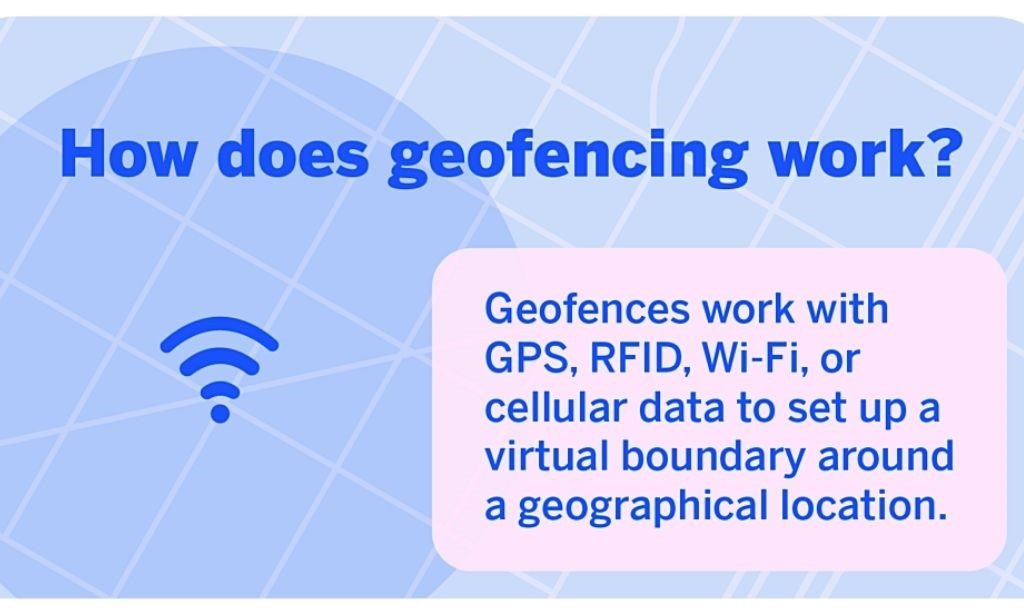 How does geofencing work?
Geofences work with
GPS, RFID, Wi-Fi, or
cellular data to set up a
virtual boundary around
a geographical location.